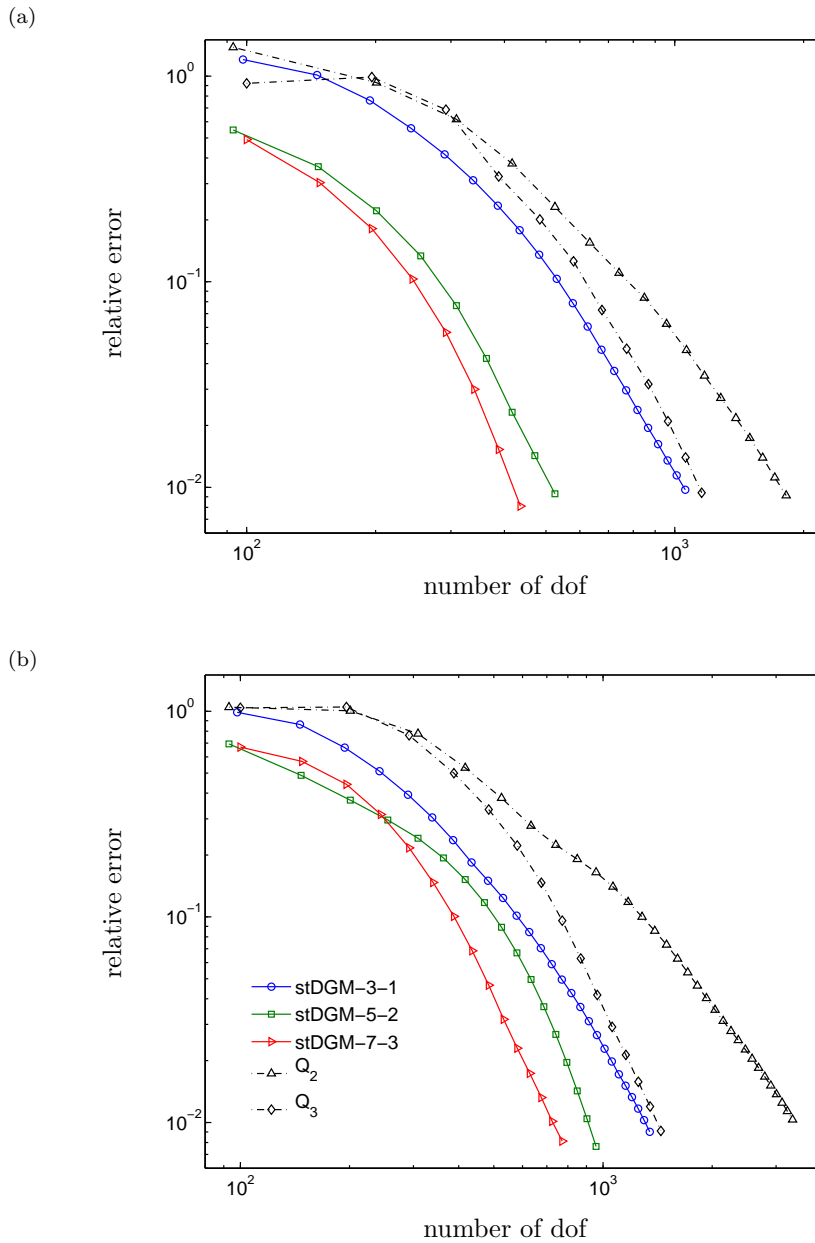 (a)
10^0
10^-1
10^-2
relative error
10^2
10^3
number of dof
(b)
10^0
10^-1
10^-2
relative error
stDGM-3-1
stDGM-5-2
stDGM-7-3
Q_2
Q_3
10^2
10^3
number of dof